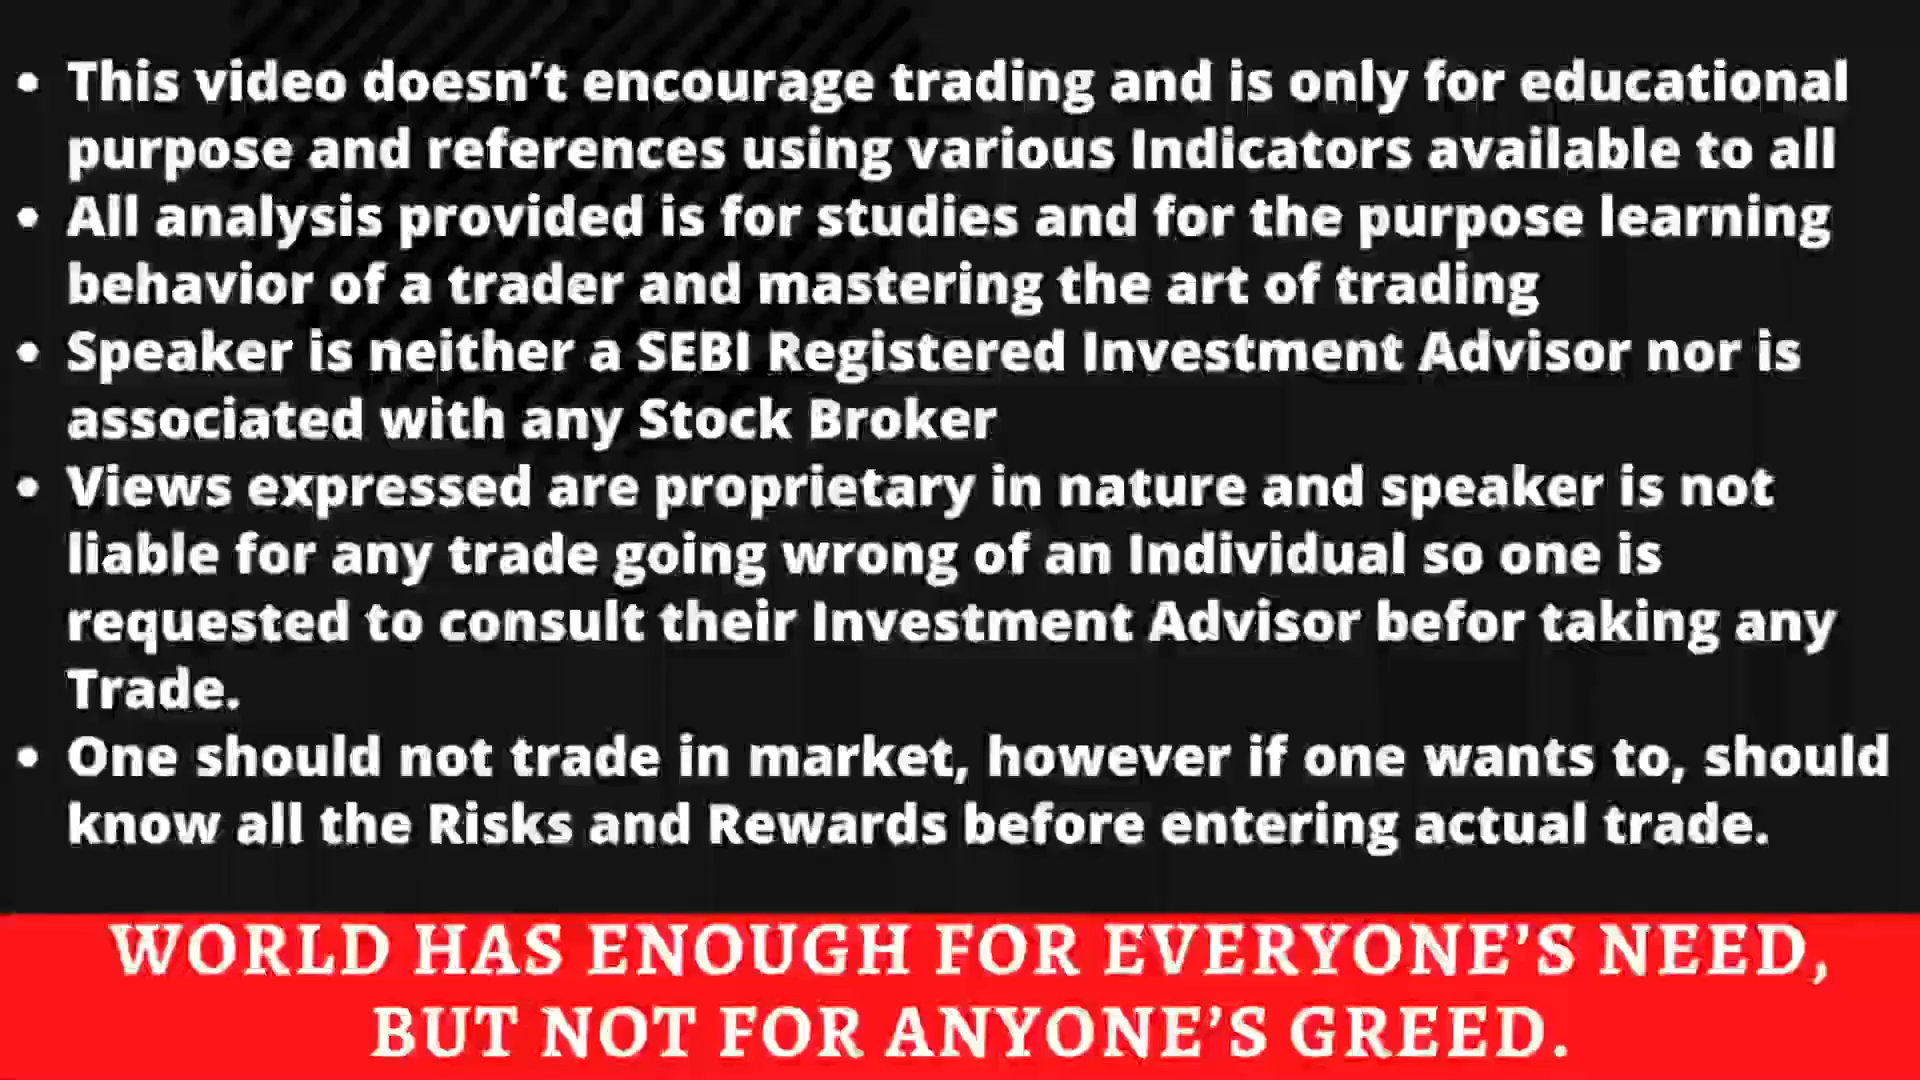 • This video doesn’t encourage trading and is only for educational
purpose and references using various Indicators available to all
• All analysis provided is for studies and for the purpose learning
behavior of a trader and mastering the art of trading
• Speaker is neither a SEBI Registered Investment Advisor nor is
associated with any Stock Broker
• Views expressed are proprietary in nature and speaker is not
liable for any trade going wrong of an Individual so one is
requested to consult their Investment Advisor befor taking any
Trade.
• One should not trade in market, however if one wants to, should
know all the Risks and Rewards before entering actual trade.
WORLD HAS ENOUGH FOR EVERYONE’S NEED,
BUT NOT FOR ANYONE’S GREED.